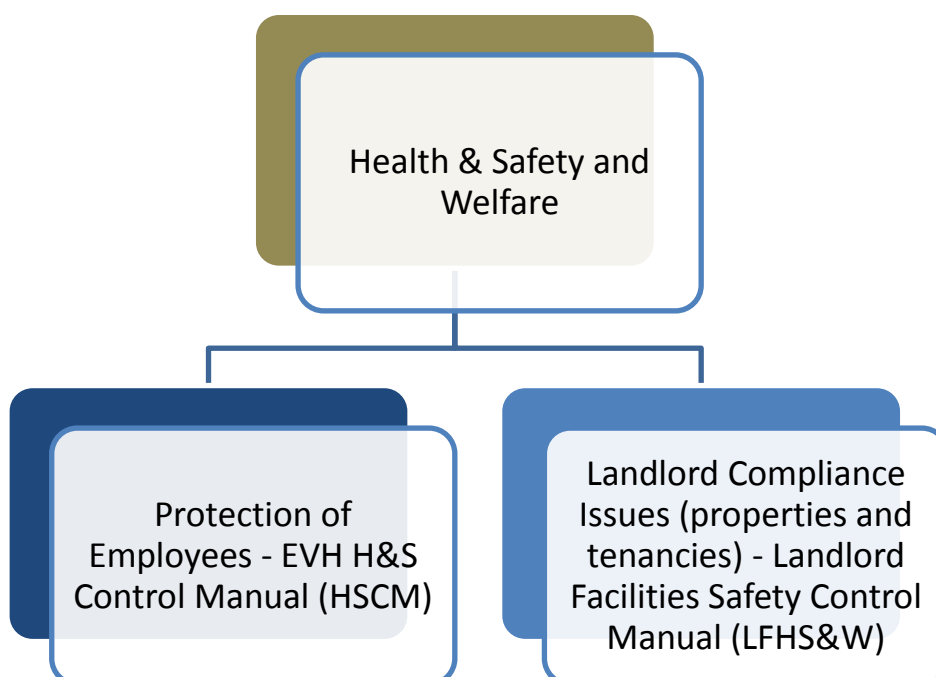 Health & Safety and
Welfare
Protection of
Employees - EVH H&S
Control Manual (HSCM)
Landlord Compliance
Issues (properties and
tenancies) - Landlord
Facilities Safety Control
Manual (LFHS&W)